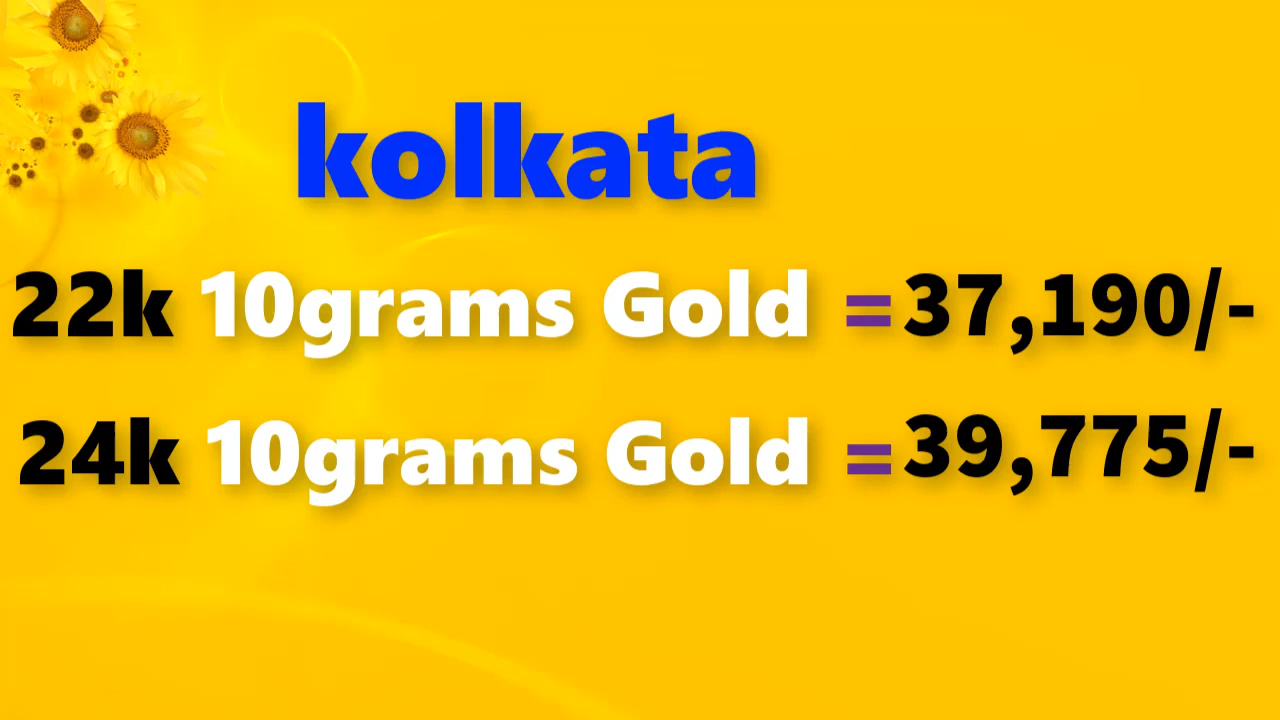 kolkata
22k 10grams Gold =37,190/-
24k 10grams Gold =39,775/-